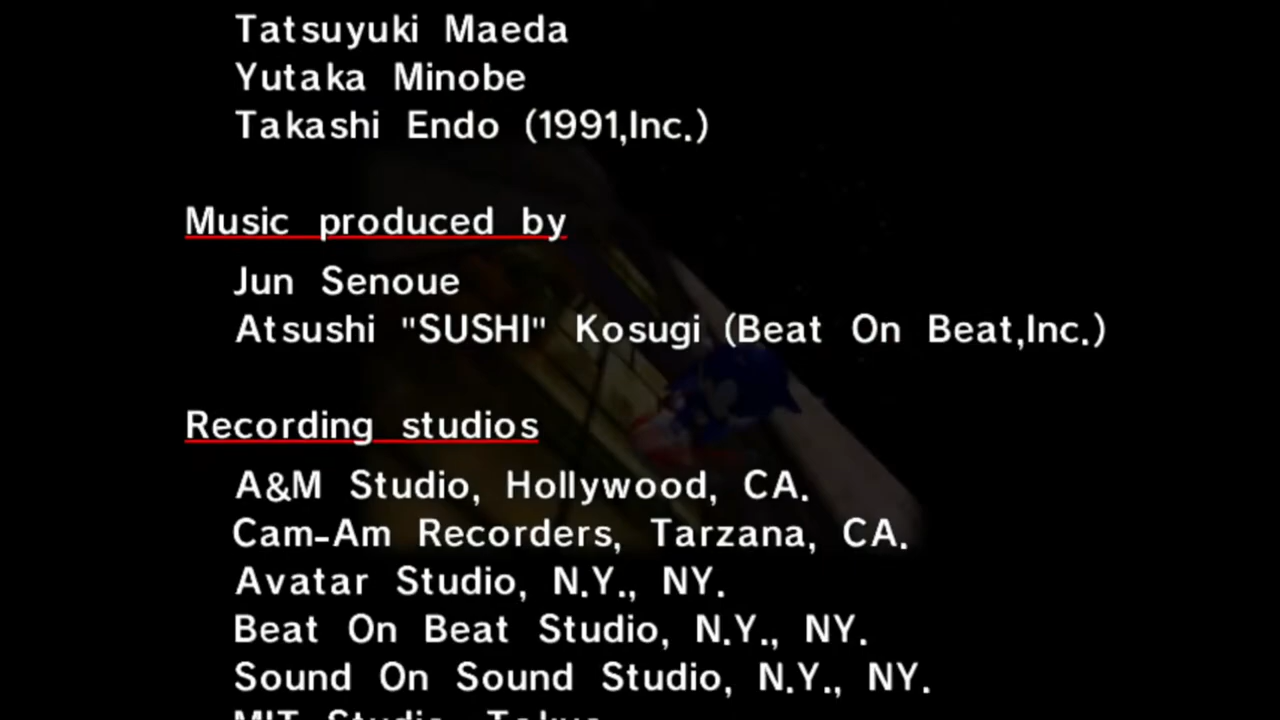 Tatsuyuki Maeda
Yutaka Minobe
Takashi Endo (1991,Inc.)
Music produced by
Jun Senoue
Atsushi "SUSHI" Kosugi (Beat On Beat,Inc.)
Recording studios
A&M Studio, Hollywood, CA.
Cam-Am Recorders, Tarzana, CA.
Avatar Studio, N.Y., NY.
Beat On Beat Studio, N.Y., NY.
Sound On Sound Studio, N.Y., NY.
Studio, Tokyo